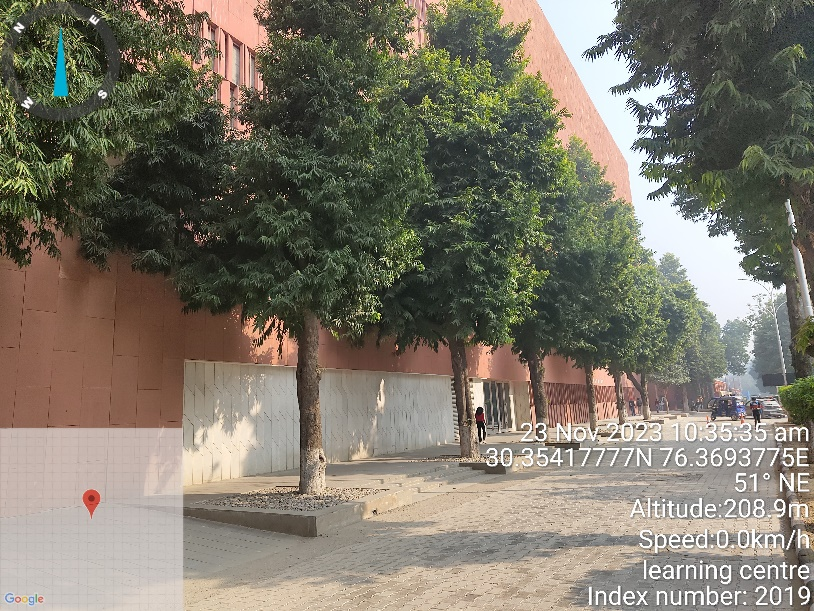 N
E
W
S
23 Nov 2023 10:35:35 am
30.35417777N 76.3693775E
51° NE
Altitude:208.9m
Speed:0.0km/h
learning centre
Index number: 2019
Google